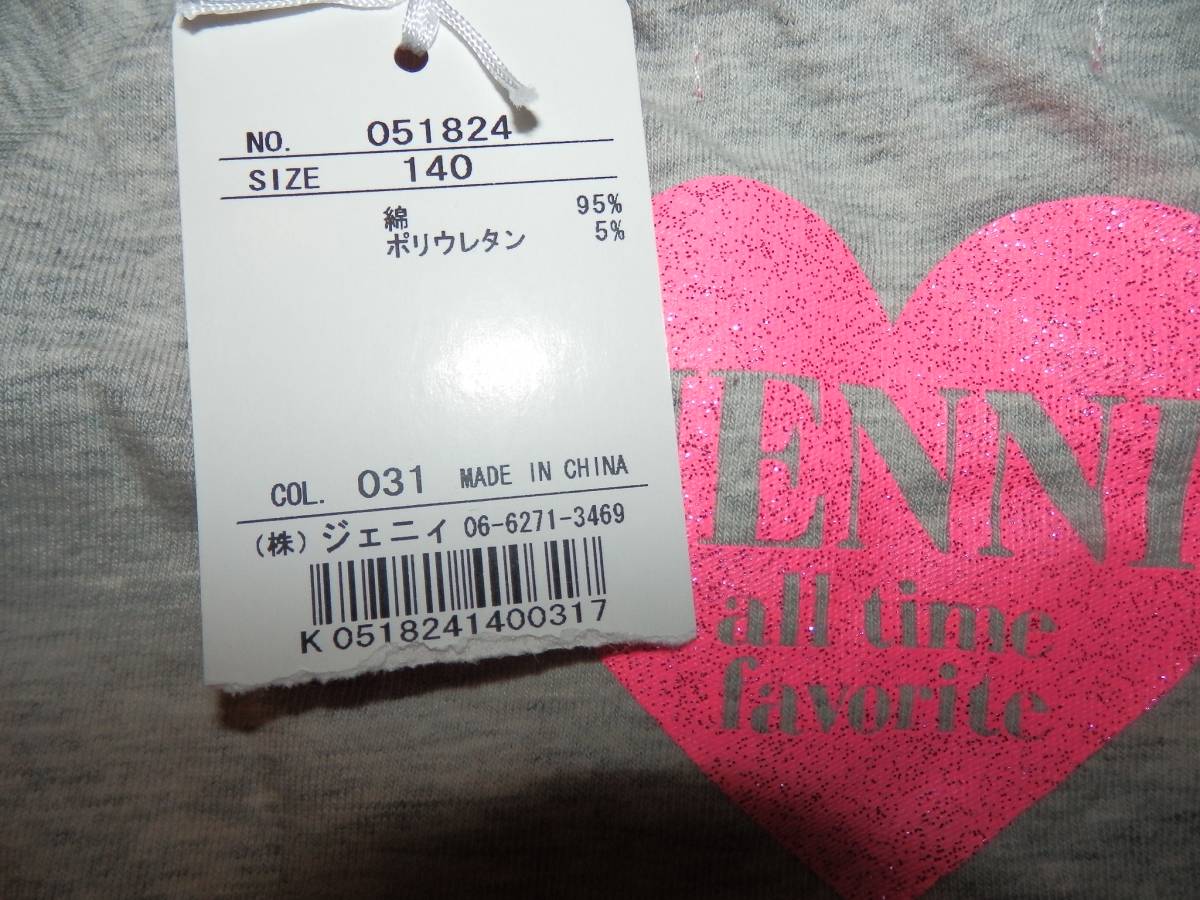 NO. 051824
SIZE 140
綿 95%
ポリウレタン 5%
COL. 031 MADE IN CHINA
(株)ジェニィ 06-6271-3469
K0518241400317
ENNI
all time
favorite